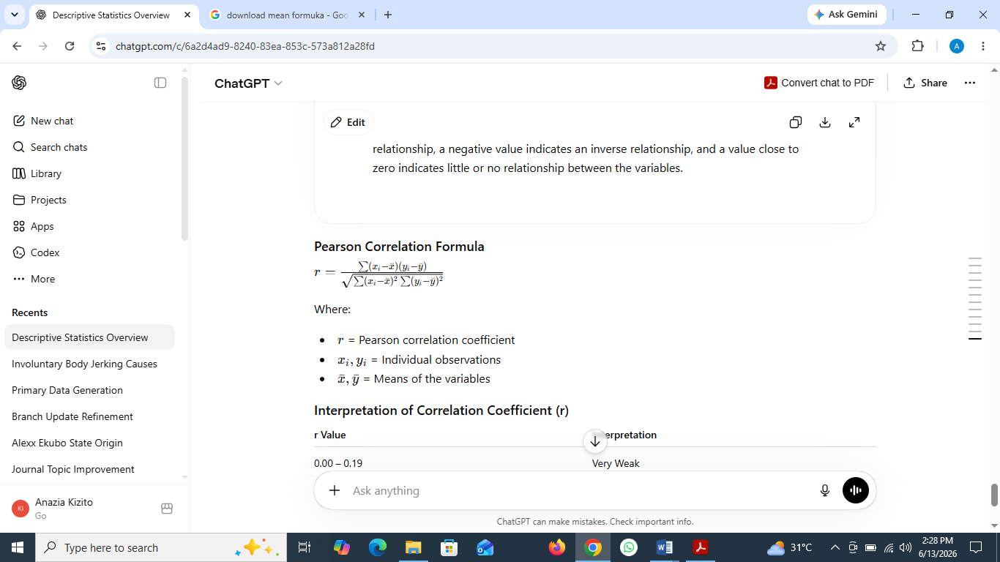 Descriptive Statistics Overview
download mean formuka - Goo
Ask Gemini
chatgpt.com/c/6a2d4ad9-8240-83ea-853c-573a812a28fd
A
ChatGPT
Convert chat to PDF
Share
New chat
Search chats
Library
Projects
Apps
Codex
More
Recents
Descriptive Statistics Overview
Involuntary Body Jerking Causes
Primary Data Generation
Branch Update Refinement
Alexx Ekubo State Origin
Journal Topic Improvement
KI
Anazia Kizito
Go
Edit
relationship, a negative value indicates an inverse relationship, and a value close to
zero indicates little or no relationship between the variables.
Pearson Correlation Formula
r = ∑(xᵢ−x̄)(yᵢ−ȳ) / √∑(xᵢ−x̄)² ∑(yᵢ−ȳ)²
Where:
• r = Pearson correlation coefficient
• xᵢ, yᵢ = Individual observations
• x̄, ȳ = Means of the variables
Interpretation of Correlation Coefficient (r)
r Value erpretation
0.00 – 0.19 Very Weak
Ask anything
ChatGPT can make mistakes. Check important info.
Type here to search
31°C
2:28 PM
6/13/2026